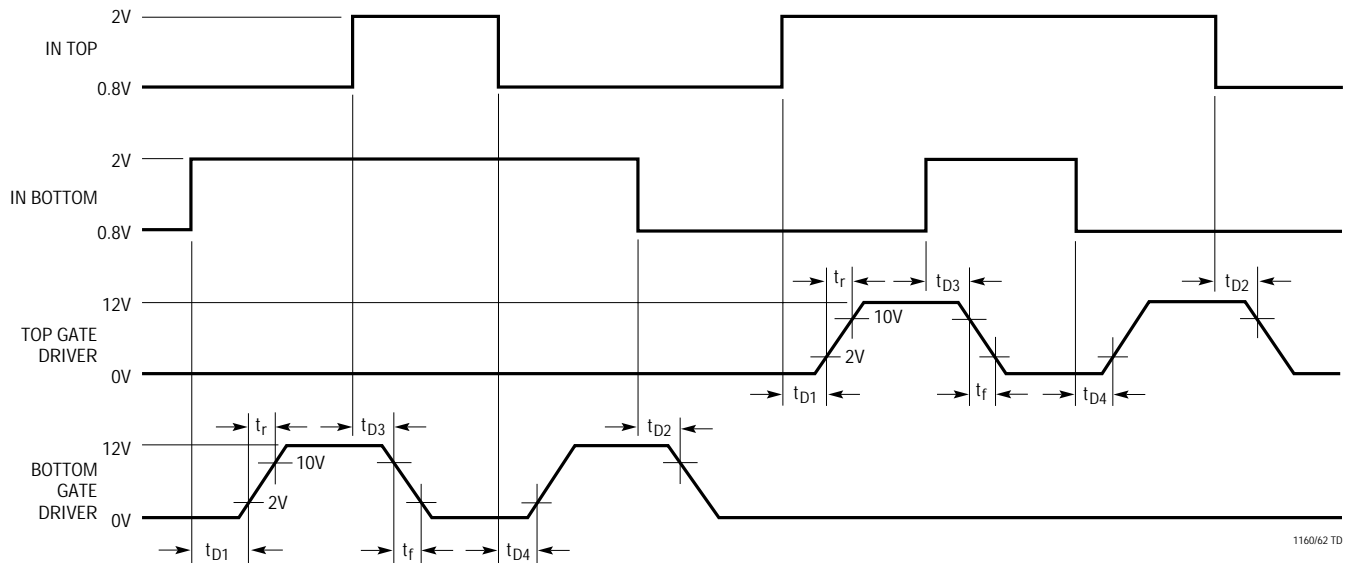 2V
IN TOP
0.8V
2V
IN BOTTOM
0.8V
tr
tD3
tD2
12V
10V
TOP GATE
DRIVER
2V
0V
tD1
tf
tD4
tr
tD3
tD2
12V
10V
BOTTOM
GATE
DRIVER
2V
0V
tD1
tf
tD4
1160/62 TD